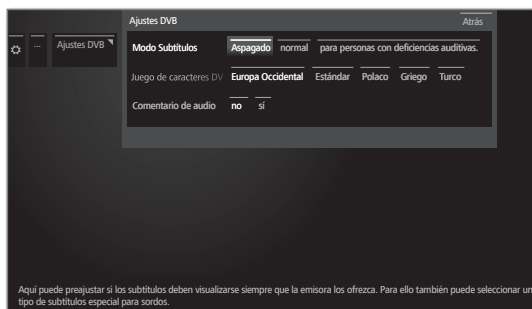 Ajustes DVB
Atrás
... Ajustes DVB
Modo Subtítulos Aspagado normal para personas con deficiencias auditivas.
Juego de caracteres DV Europa Occidental Estándar Polaco Griego Turco
Comentario de audio no sí
Aquí puede preajustar si los subtítulos deben visualizarse siempre que la emisora los ofrezca. Para ello también puede seleccionar un
tipo de subtítulos especial para sordos.